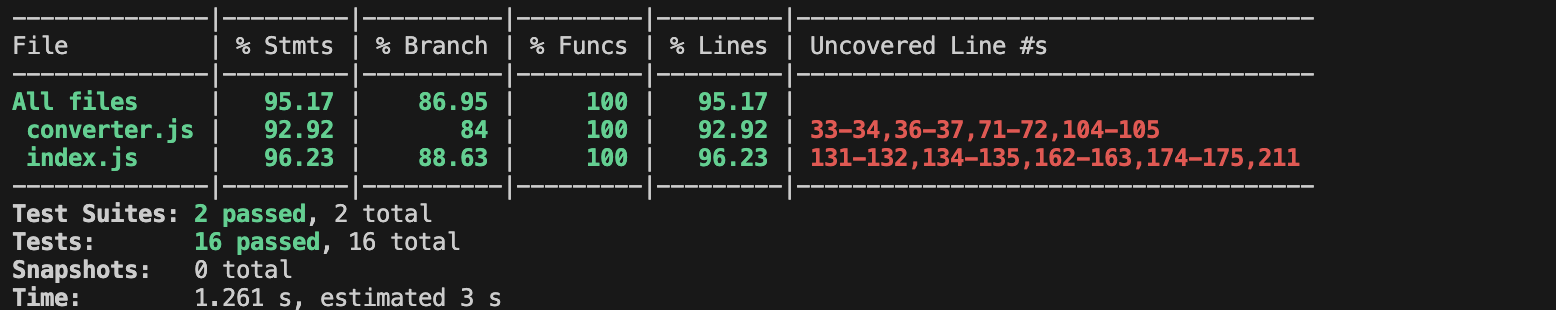 ---------------|---------|----------|---------|---------|-------------------------------------
File           | % Stmts | % Branch | % Funcs | % Lines | Uncovered Line #s
---------------|---------|----------|---------|---------|-------------------------------------
All files      |   95.17 |    86.95 |     100 |   95.17 |
 converter.js  |   92.92 |       84 |     100 |   92.92 | 33-34,36-37,71-72,104-105
 index.js      |   96.23 |    88.63 |     100 |   96.23 | 131-132,134-135,162-163,174-175,211
---------------|---------|----------|---------|---------|-------------------------------------
Test Suites: 2 passed, 2 total
Tests:       16 passed, 16 total
Snapshots:   0 total
Time:        1.261 s, estimated 3 s